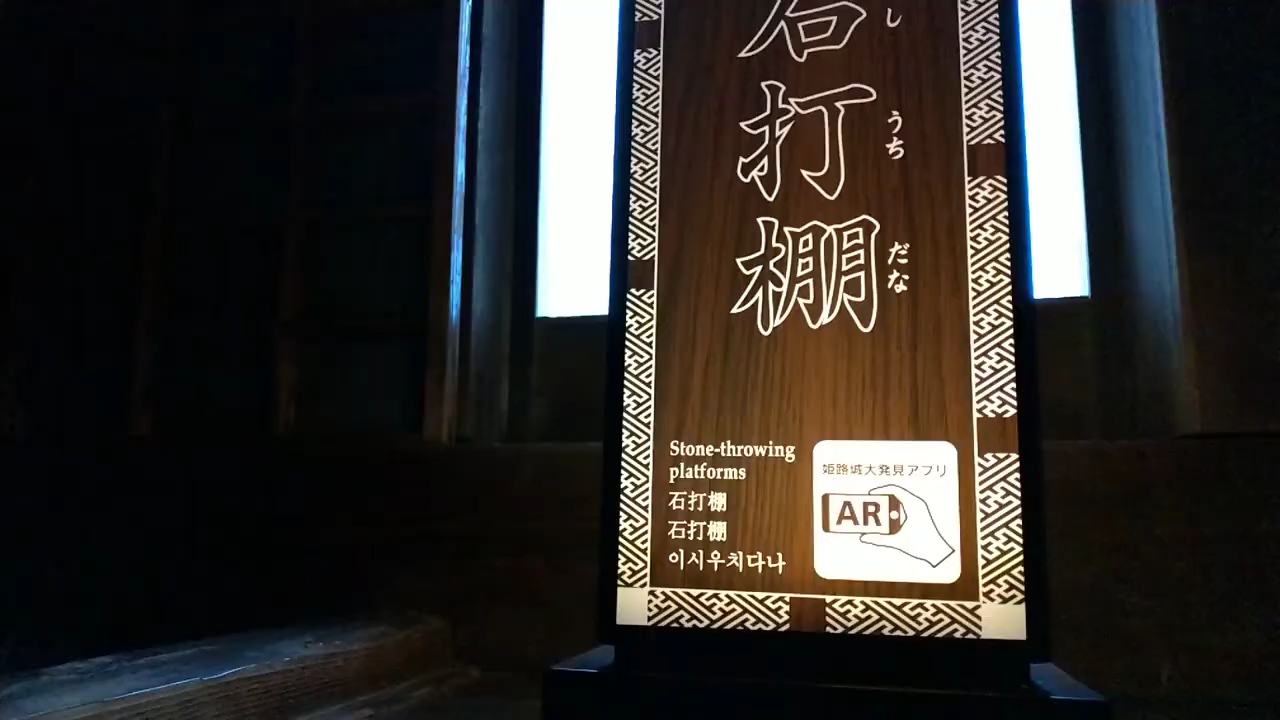 石打棚
し
うち
だな
Stone-throwing
platforms
石打棚
石打棚
이시우치다나
姫路城大発見アプリ
AR